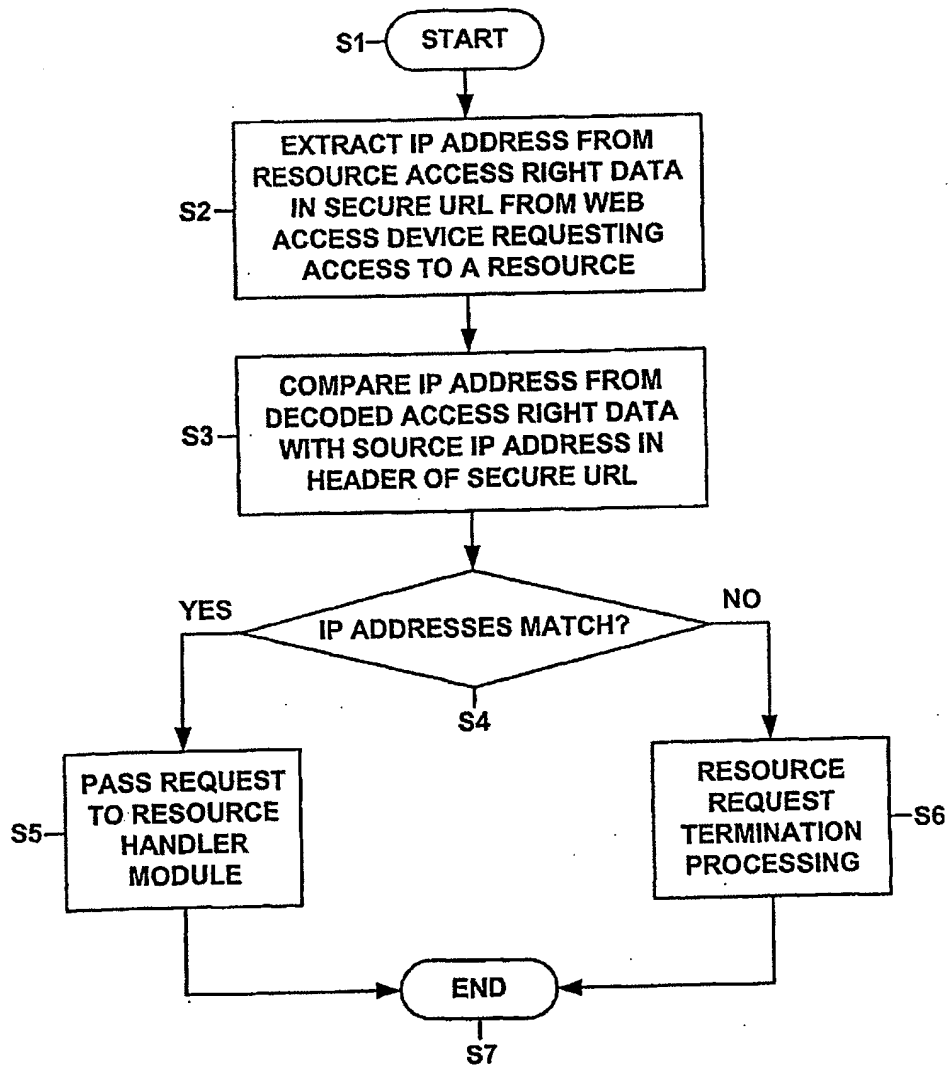 S1
START
S2
EXTRACT IP ADDRESS FROM
RESOURCE ACCESS RIGHT DATA
IN SECURE URL FROM WEB
ACCESS DEVICE REQUESTING
ACCESS TO A RESOURCE
S3
COMPARE IP ADDRESS FROM
DECODED ACCESS RIGHT DATA
WITH SOURCE IP ADDRESS IN
HEADER OF SECURE URL
YES
IP ADDRESSES MATCH?
NO
S4
S5
PASS REQUEST
TO RESOURCE
HANDLER
MODULE
RESOURCE
REQUEST
TERMINATION
PROCESSING
S6
END
S7